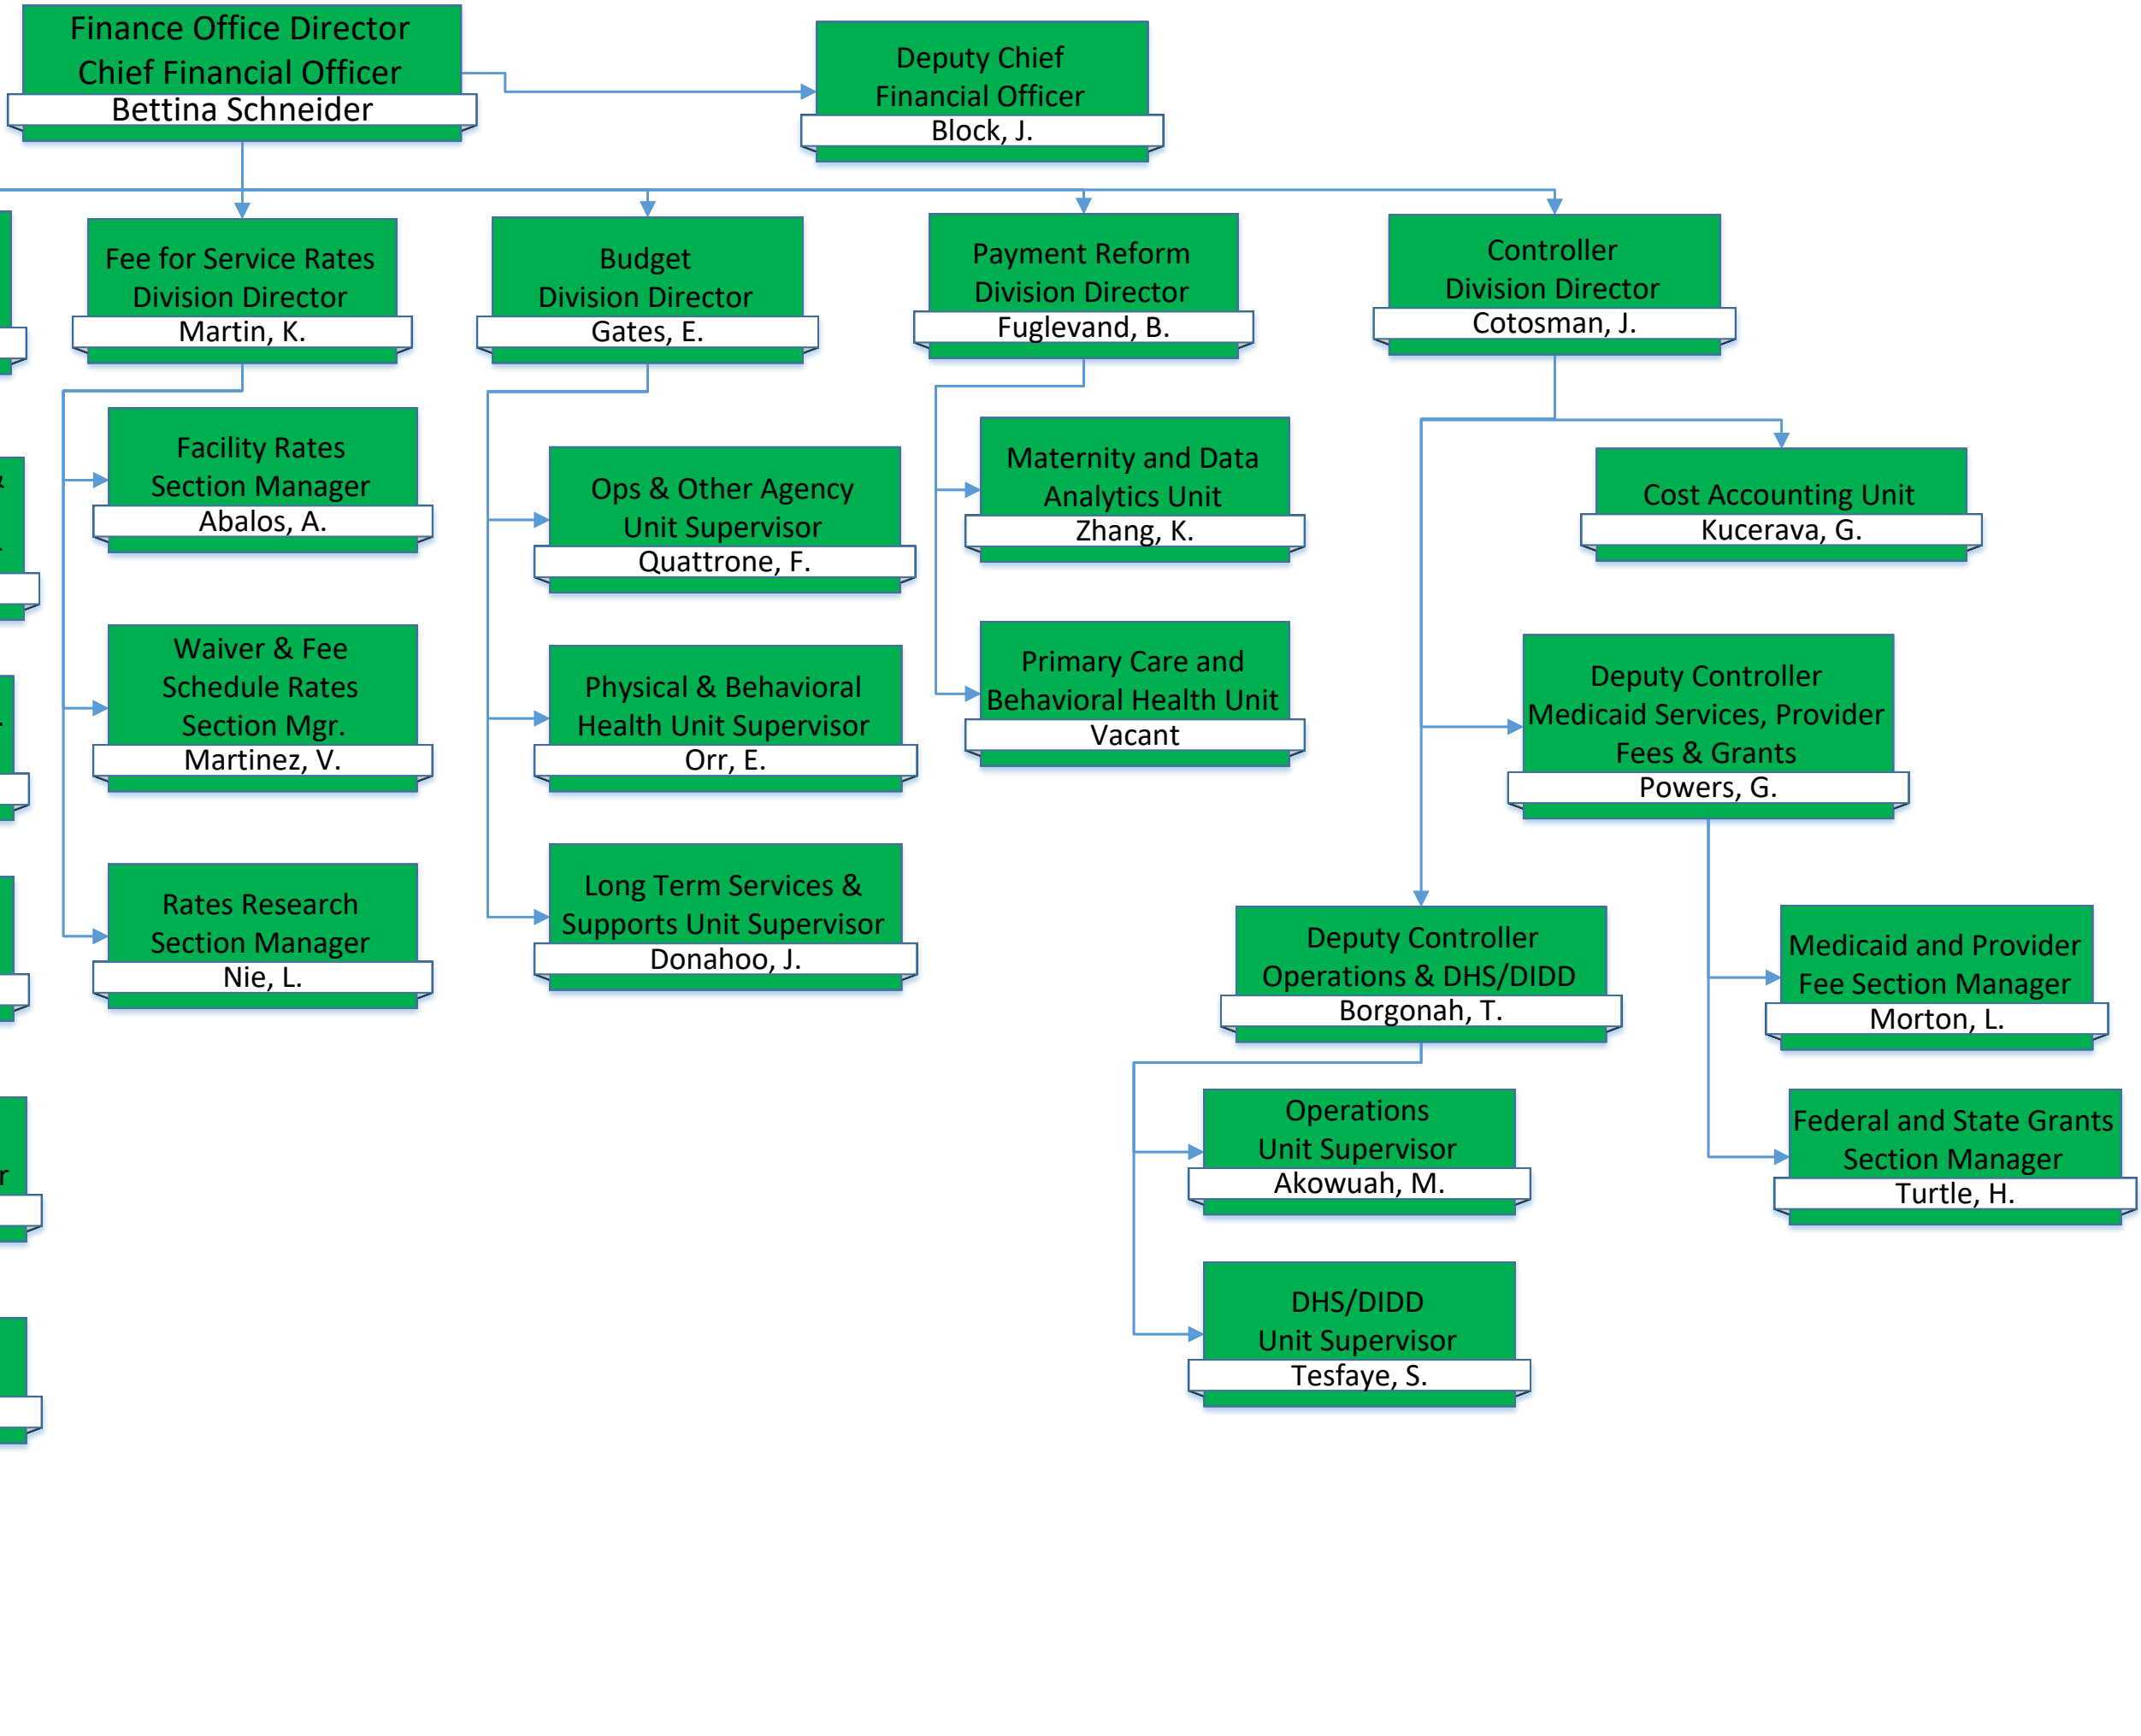 Finance Office Director
Chief Financial Officer
Bettina Schneider
Deputy Chief
Financial Officer
Block, J.
Fee for Service Rates
Division Director
Martin, K.
Budget
Division Director
Gates, E.
Payment Reform
Division Director
Fuglevand, B.
Controller
Division Director
Cotosman, J.
Facility Rates
Section Manager
Abalos, A.
Waiver & Fee
Schedule Rates
Section Mgr.
Martinez, V.
Rates Research
Section Manager
Nie, L.
Ops & Other Agency
Unit Supervisor
Quattrone, F.
Physical & Behavioral
Health Unit Supervisor
Orr, E.
Long Term Services &
Supports Unit Supervisor
Donahoo, J.
Maternity and Data
Analytics Unit
Zhang, K.
Primary Care and
Behavioral Health Unit
Vacant
Cost Accounting Unit
Kucerava, G.
Deputy Controller
Medicaid Services, Provider
Fees & Grants
Powers, G.
Deputy Controller
Operations & DHS/DIDD
Borgonah, T.
Medicaid and Provider
Fee Section Manager
Morton, L.
Federal and State Grants
Section Manager
Turtle, H.
Operations
Unit Supervisor
Akowuah, M.
DHS/DIDD
Unit Supervisor
Tesfaye, S.